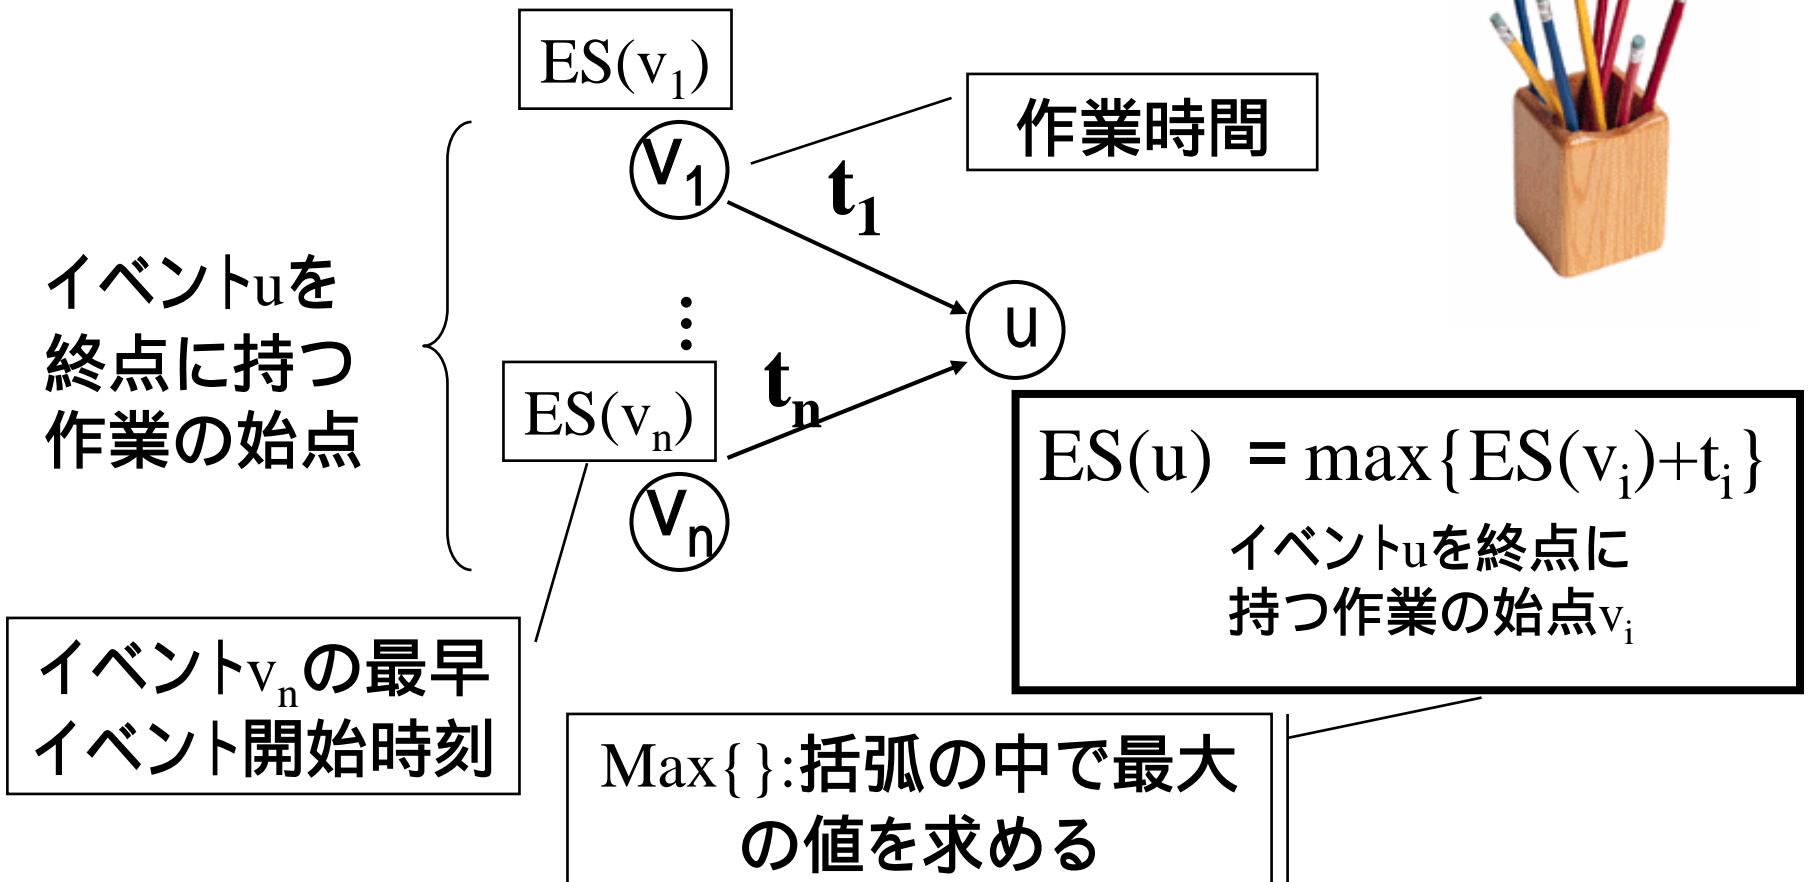 ES(v₁)
作業時間
v₁
t₁
イベントuを
終点に持つ
作業の始点
⋮
u
ES(vₙ)
tₙ
vₙ
ES(u) = max{ES(vᵢ)+tᵢ}
イベントuを終点に
持つ作業の始点vᵢ
イベントvₙの最早
イベント開始時刻
Max{}:括弧の中で最大
の値を求める